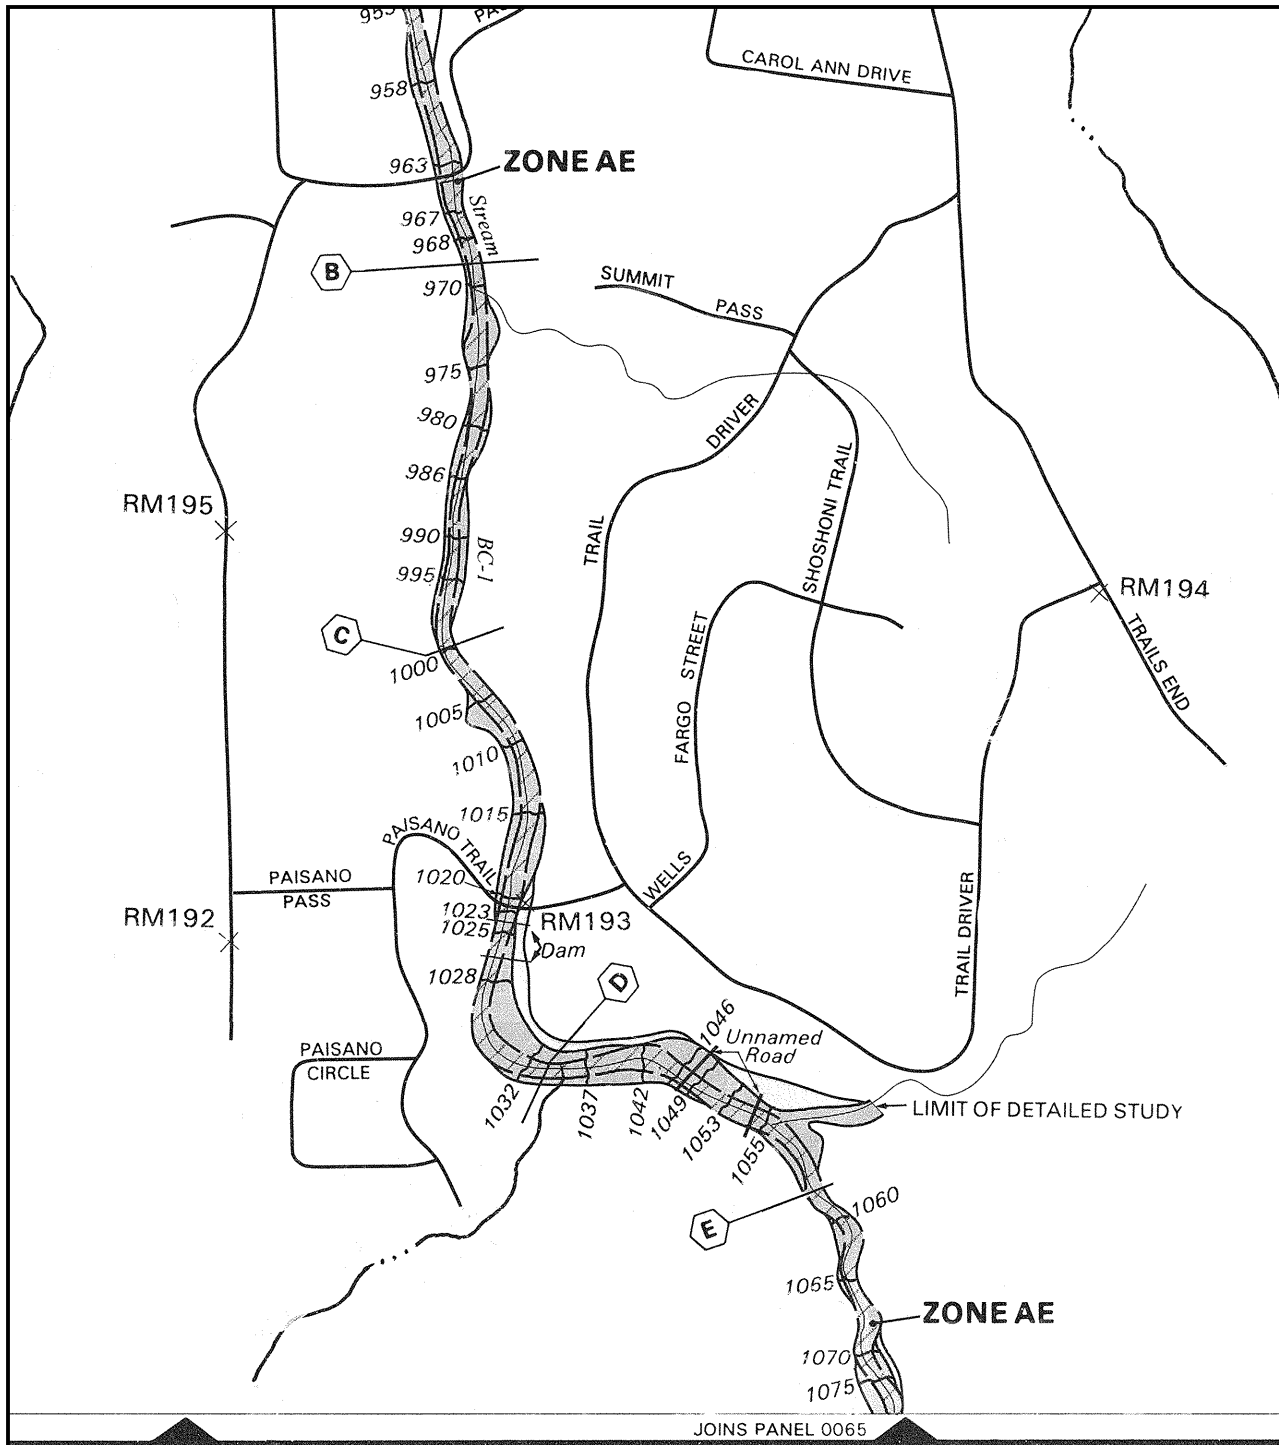 CAROL ANN DRIVE
958
963
ZONE AE
967
Stream
968
B
970
SUMMIT
PASS
975
980
DRIVER
986
SHOSHONI TRAIL
RM195
TRAIL
990
BC-1
995
RM194
C
1000
FARGO STREET
TRAILS END
1005
1010
1015
PAISANO TRAIL
PAISANO
PASS
1020
WELLS
1023
RM192
RM193
1025
Dam
TRAIL DRIVER
1028
D
1046
Unnamed
Road
PAISANO
CIRCLE
1032
1037
1042
1049
1053
1055
LIMIT OF DETAILED STUDY
1060
E
1065
ZONE AE
1070
1075
JOINS PANEL 0065